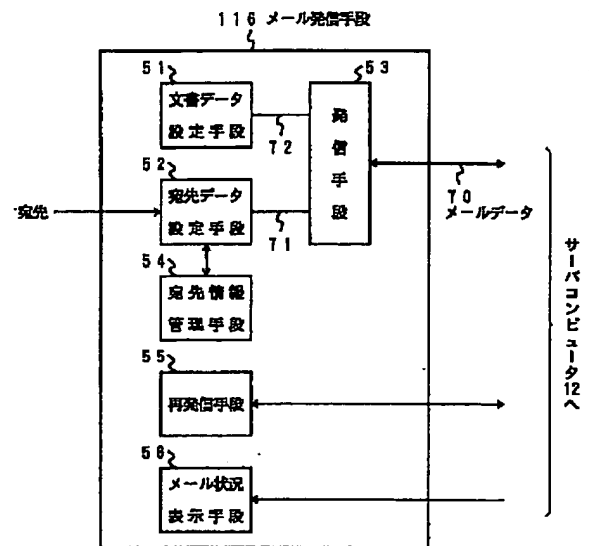 116 メール発信手段
51
文書データ
設定手段
72
53
発信手段
52
宛先データ
設定手段
71
宛先
70
メールデータ
54
宛先情報
管理手段
55
再発信手段
56
メール状況
表示手段
サーバコンピュータ12へ